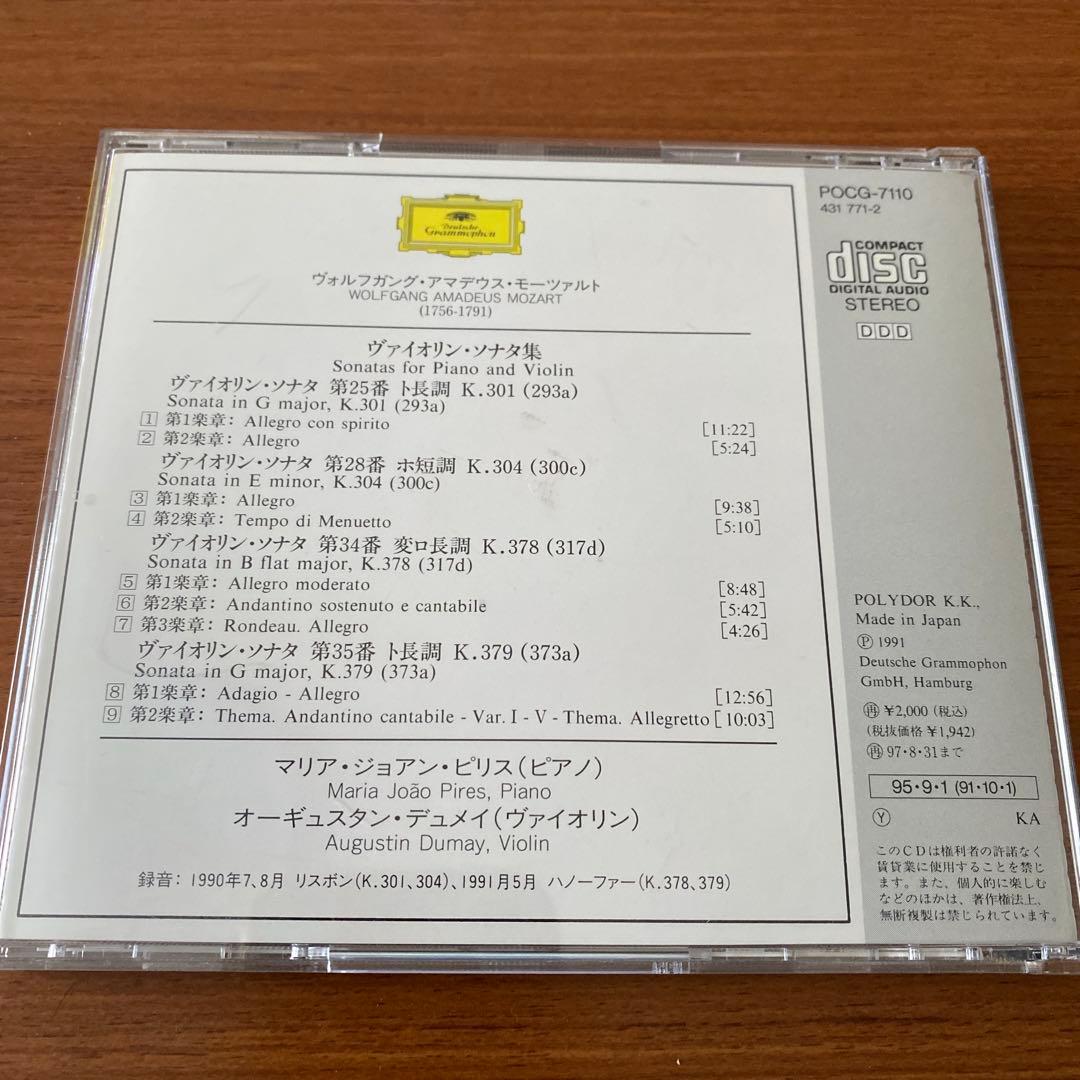 Deutsche
Grammophon
ヴォルフガング・アマデウス・モーツァルト
WOLFGANG AMADEUS MOZART
(1756-1791)
ヴァイオリン・ソナタ集
Sonatas for Piano and Violin
ヴァイオリン・ソナタ 第25番 ト長調 K.301 (293a)
Sonata in G major, K.301 (293a)
1 第1楽章: Allegro con spirito [11:22]
2 第2楽章: Allegro [5:24]
ヴァイオリン・ソナタ 第28番 ホ短調 K.304 (300c)
Sonata in E minor, K.304 (300c)
3 第1楽章: Allegro [9:38]
4 第2楽章: Tempo di Menuetto [5:10]
ヴァイオリン・ソナタ 第34番 変ロ長調 K.378 (317d)
Sonata in B flat major, K.378 (317d)
5 第1楽章: Allegro moderato [8:48]
6 第2楽章: Andantino sostenuto e cantabile [5:42]
7 第3楽章: Rondeau. Allegro [4:26]
ヴァイオリン・ソナタ 第35番 ト長調 K.379 (373a)
Sonata in G major, K.379 (373a)
8 第1楽章: Adagio - Allegro [12:56]
9 第2楽章: Thema. Andantino cantabile - Var. I - V - Thema. Allegretto [10:03]
マリア・ジョアン・ピリス(ピアノ)
Maria João Pires, Piano
オーギュスタン・デュメイ(ヴァイオリン)
Augustin Dumay, Violin
録音: 1990年7、8月 リスボン(K.301、304)、1991月5月 ハノーファー(K.378、379)
POCG-7110
431 771-2
COMPACT
disc
DIGITAL AUDIO
STEREO
DDD
POLYDOR K.K.,
Made in Japan
Ⓟ 1991
Deutsche Grammophon
GmbH, Hamburg
㊞ ¥2,000 (税込)
(税抜価格 ¥1,942)
再 97・8・31まで
95・9・1 (91・10・1)
Ⓨ KA
このCDは権利者の許諾なく
賃貸業に使用することを禁じ
ます。また、個人的に楽しむ
などのほかは、著作権法上、
無断複製は禁じられています。